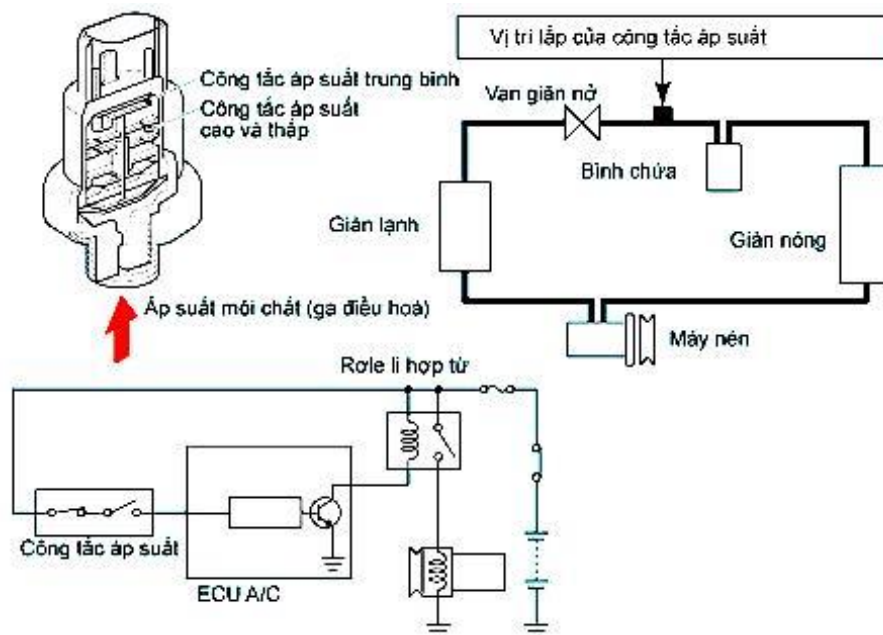 Vị trí lắp của công tắc áp suất
Công tắc áp suất trung bình
Công tắc áp suất
cao và thấp
Van giãn nở
Bình chứa
Giàn lạnh
Giàn nóng
Áp suất môi chất (ga điều hoà)
Máy nén
Rơle li hợp từ
Công tắc áp suất
ECU A/C